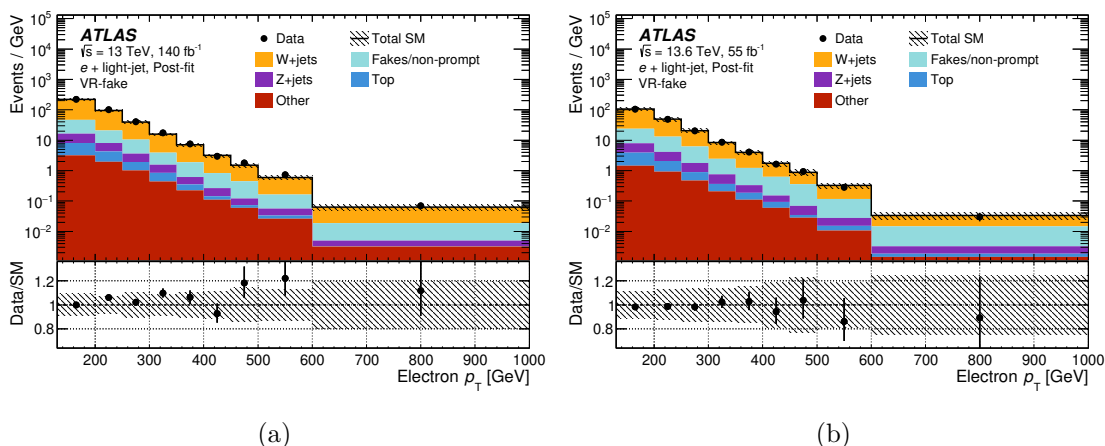 ATLAS
√s = 13 TeV, 140 fb⁻¹
e + light-jet, Post-fit
VR-fake
Data
Total SM
W+jets
Fakes/non-prompt
Z+jets
Top
Other
Events / GeV
10⁵
10⁴
10³
10²
10
1
10⁻¹
10⁻²
Data/SM
1.2
1
0.8
200 300 400 500 600 700 800 900 1000
Electron p_T [GeV]
(a)
ATLAS
√s = 13.6 TeV, 55 fb⁻¹
e + light-jet, Post-fit
VR-fake
Data
Total SM
W+jets
Fakes/non-prompt
Z+jets
Top
Other
Events / GeV
10⁵
10⁴
10³
10²
10
1
10⁻¹
10⁻²
Data/SM
1.2
1
0.8
200 300 400 500 600 700 800 900 1000
Electron p_T [GeV]
(b)